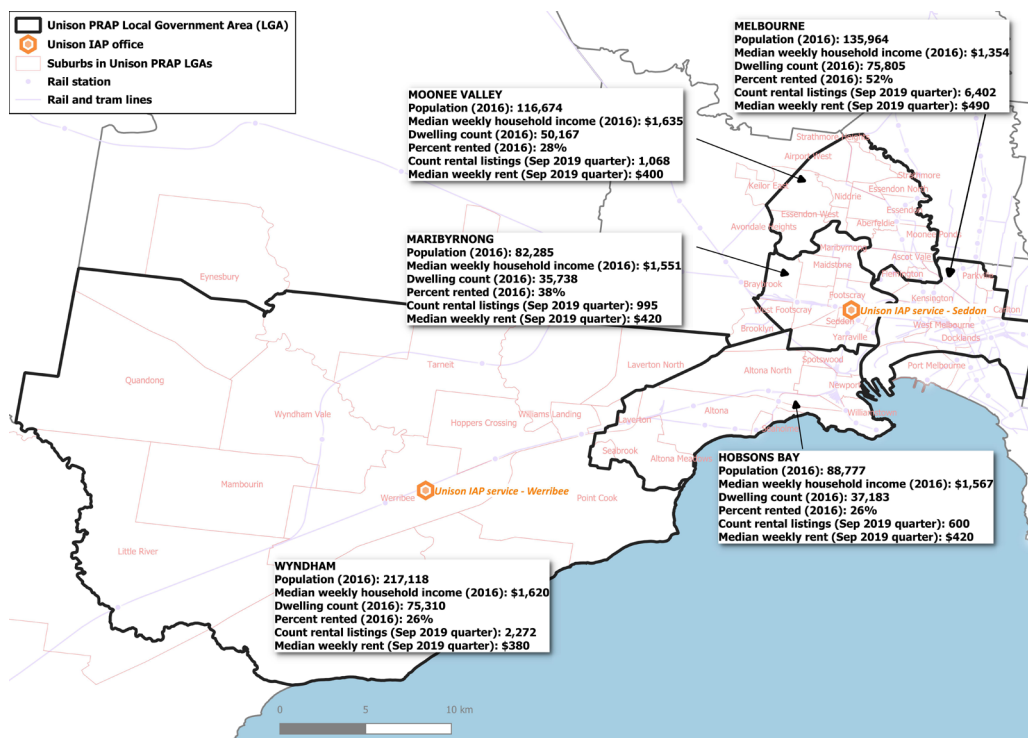 Unison PRAP Local Government Area (LGA)
Unison IAP office
Suburbs in Unison PRAP LGAs
Rail station
Rail and tram lines
MELBOURNE
Population (2016): 135,964
Median weekly household income (2016): $1,354
Dwelling count (2016): 75,805
Percent rented (2016): 52%
Count rental listings (Sep 2019 quarter): 6,402
Median weekly rent (Sep 2019 quarter): $490
MOONEE VALLEY
Population (2016): 116,674
Median weekly household income (2016): $1,635
Dwelling count (2016): 50,167
Percent rented (2016): 28%
Count rental listings (Sep 2019 quarter): 1,068
Median weekly rent (Sep 2019 quarter): $400
MARIBYRNONG
Population (2016): 82,285
Median weekly household income (2016): $1,551
Dwelling count (2016): 35,738
Percent rented (2016): 38%
Count rental listings (Sep 2019 quarter): 995
Median weekly rent (Sep 2019 quarter): $420
Strathmore Heights
Airport West
Strathmore
Keilor East
Essendon North
Niddrie
Essendon
Essendon West
Aberfeldie
Avondale Heights
Moonee Ponds
Maribyrnong
Ascot Vale
Maidstone
Flemington
Parkville
Braybrook
Kensington
Footscray
West Footscray
Carlton
Unison IAP service - Seddon
Seddon
West Melbourne
Brooklyn
Yarraville
Docklands
Eynesbury
Tarneit
Laverton North
Spotswood
Port Melbourne
Altona North
Quandong
Newport
Wyndham Vale
Williams Landing
Altona
Williamstown
Hoppers Crossing
Laverton
Seabrook
Altona Meadows
Mambourin
Werribee
Unison IAP service - Werribee
Point Cook
Little River
HOBSONS BAY
Population (2016): 88,777
Median weekly household income (2016): $1,567
Dwelling count (2016): 37,183
Percent rented (2016): 26%
Count rental listings (Sep 2019 quarter): 600
Median weekly rent (Sep 2019 quarter): $420
WYNDHAM
Population (2016): 217,118
Median weekly household income (2016): $1,620
Dwelling count (2016): 75,310
Percent rented (2016): 26%
Count rental listings (Sep 2019 quarter): 2,272
Median weekly rent (Sep 2019 quarter): $380
0 5 10 km